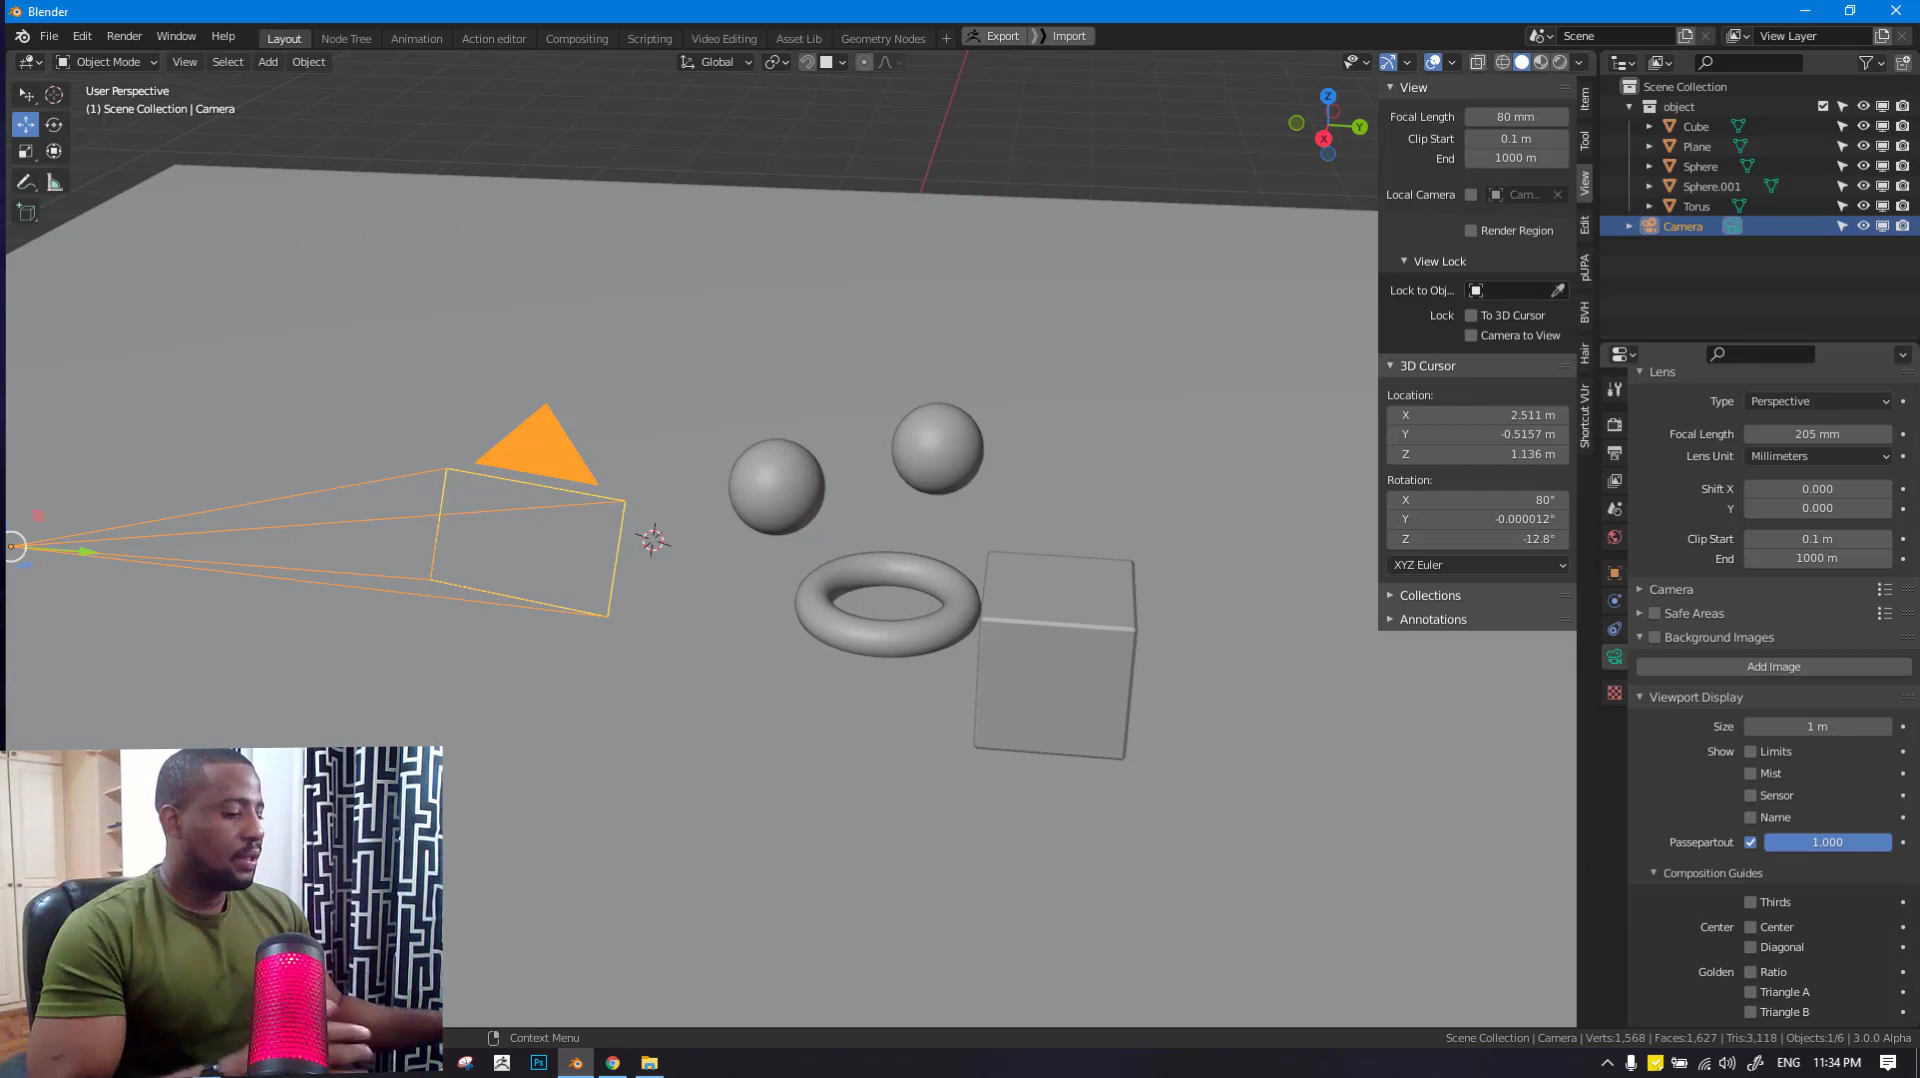 Blender
File Edit Render Window Help Layout Node Tree Animation Action editor Compositing Scripting Video Editing Asset Lib Geometry Nodes + Export Import Scene View Layer
Object Mode View Select Add Object Global
User Perspective
(1) Scene Collection | Camera
Z
Y
X
View
Focal Length 80 mm
Clip Start 0.1 m
End 1000 m
Local Camera Cam...
Render Region
View Lock
Lock to Obj...
Lock To 3D Cursor
Camera to View
3D Cursor
Location:
X 2.511 m
Y -0.5157 m
Z 1.136 m
Rotation:
X 80°
Y -0.000012°
Z -12.8°
XYZ Euler
Collections
Annotations
Item
Tool
View
Edit
pUPA
BVH
Hair
Shortcut VUr
Scene Collection
object
Cube
Plane
Sphere
Sphere.001
Torus
Camera
Lens
Type Perspective
Focal Length 205 mm
Lens Unit Millimeters
Shift X 0.000
Y 0.000
Clip Start 0.1 m
End 1000 m
Camera
Safe Areas
Background Images
Add Image
Viewport Display
Size 1 m
Show Limits
Mist
Sensor
Name
Passepartout 1.000
Composition Guides
Thirds
Center Center
Diagonal
Golden Ratio
Triangle A
Triangle B
Context Menu
Scene Collection | Camera | Verts:1,568 | Faces:1,627 | Tris:3,118 | Objects:1/6 | 3.0.0 Alpha
Ps
ENG 11:34 PM